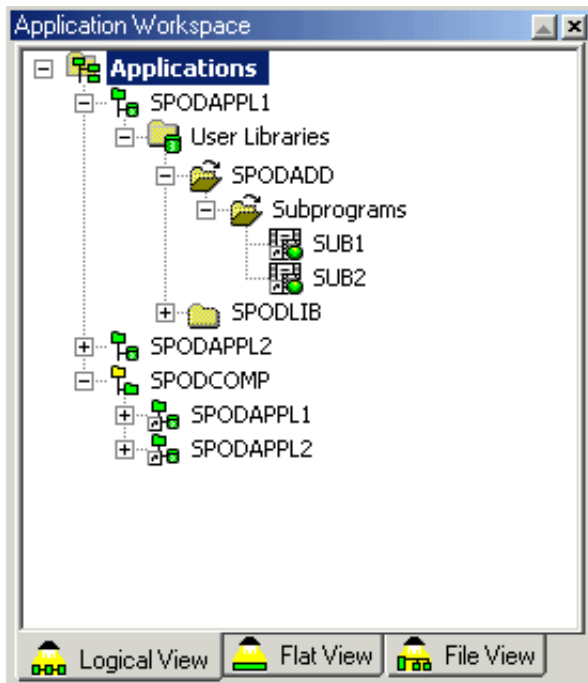 Application Workspace
Applications
SPODAPPL1
User Libraries
SPODADD
Subprograms
SUB1
SUB2
SPODLIB
SPODAPPL2
SPODCOMP
SPODAPPL1
SPODAPPL2
Logical View Flat View File View